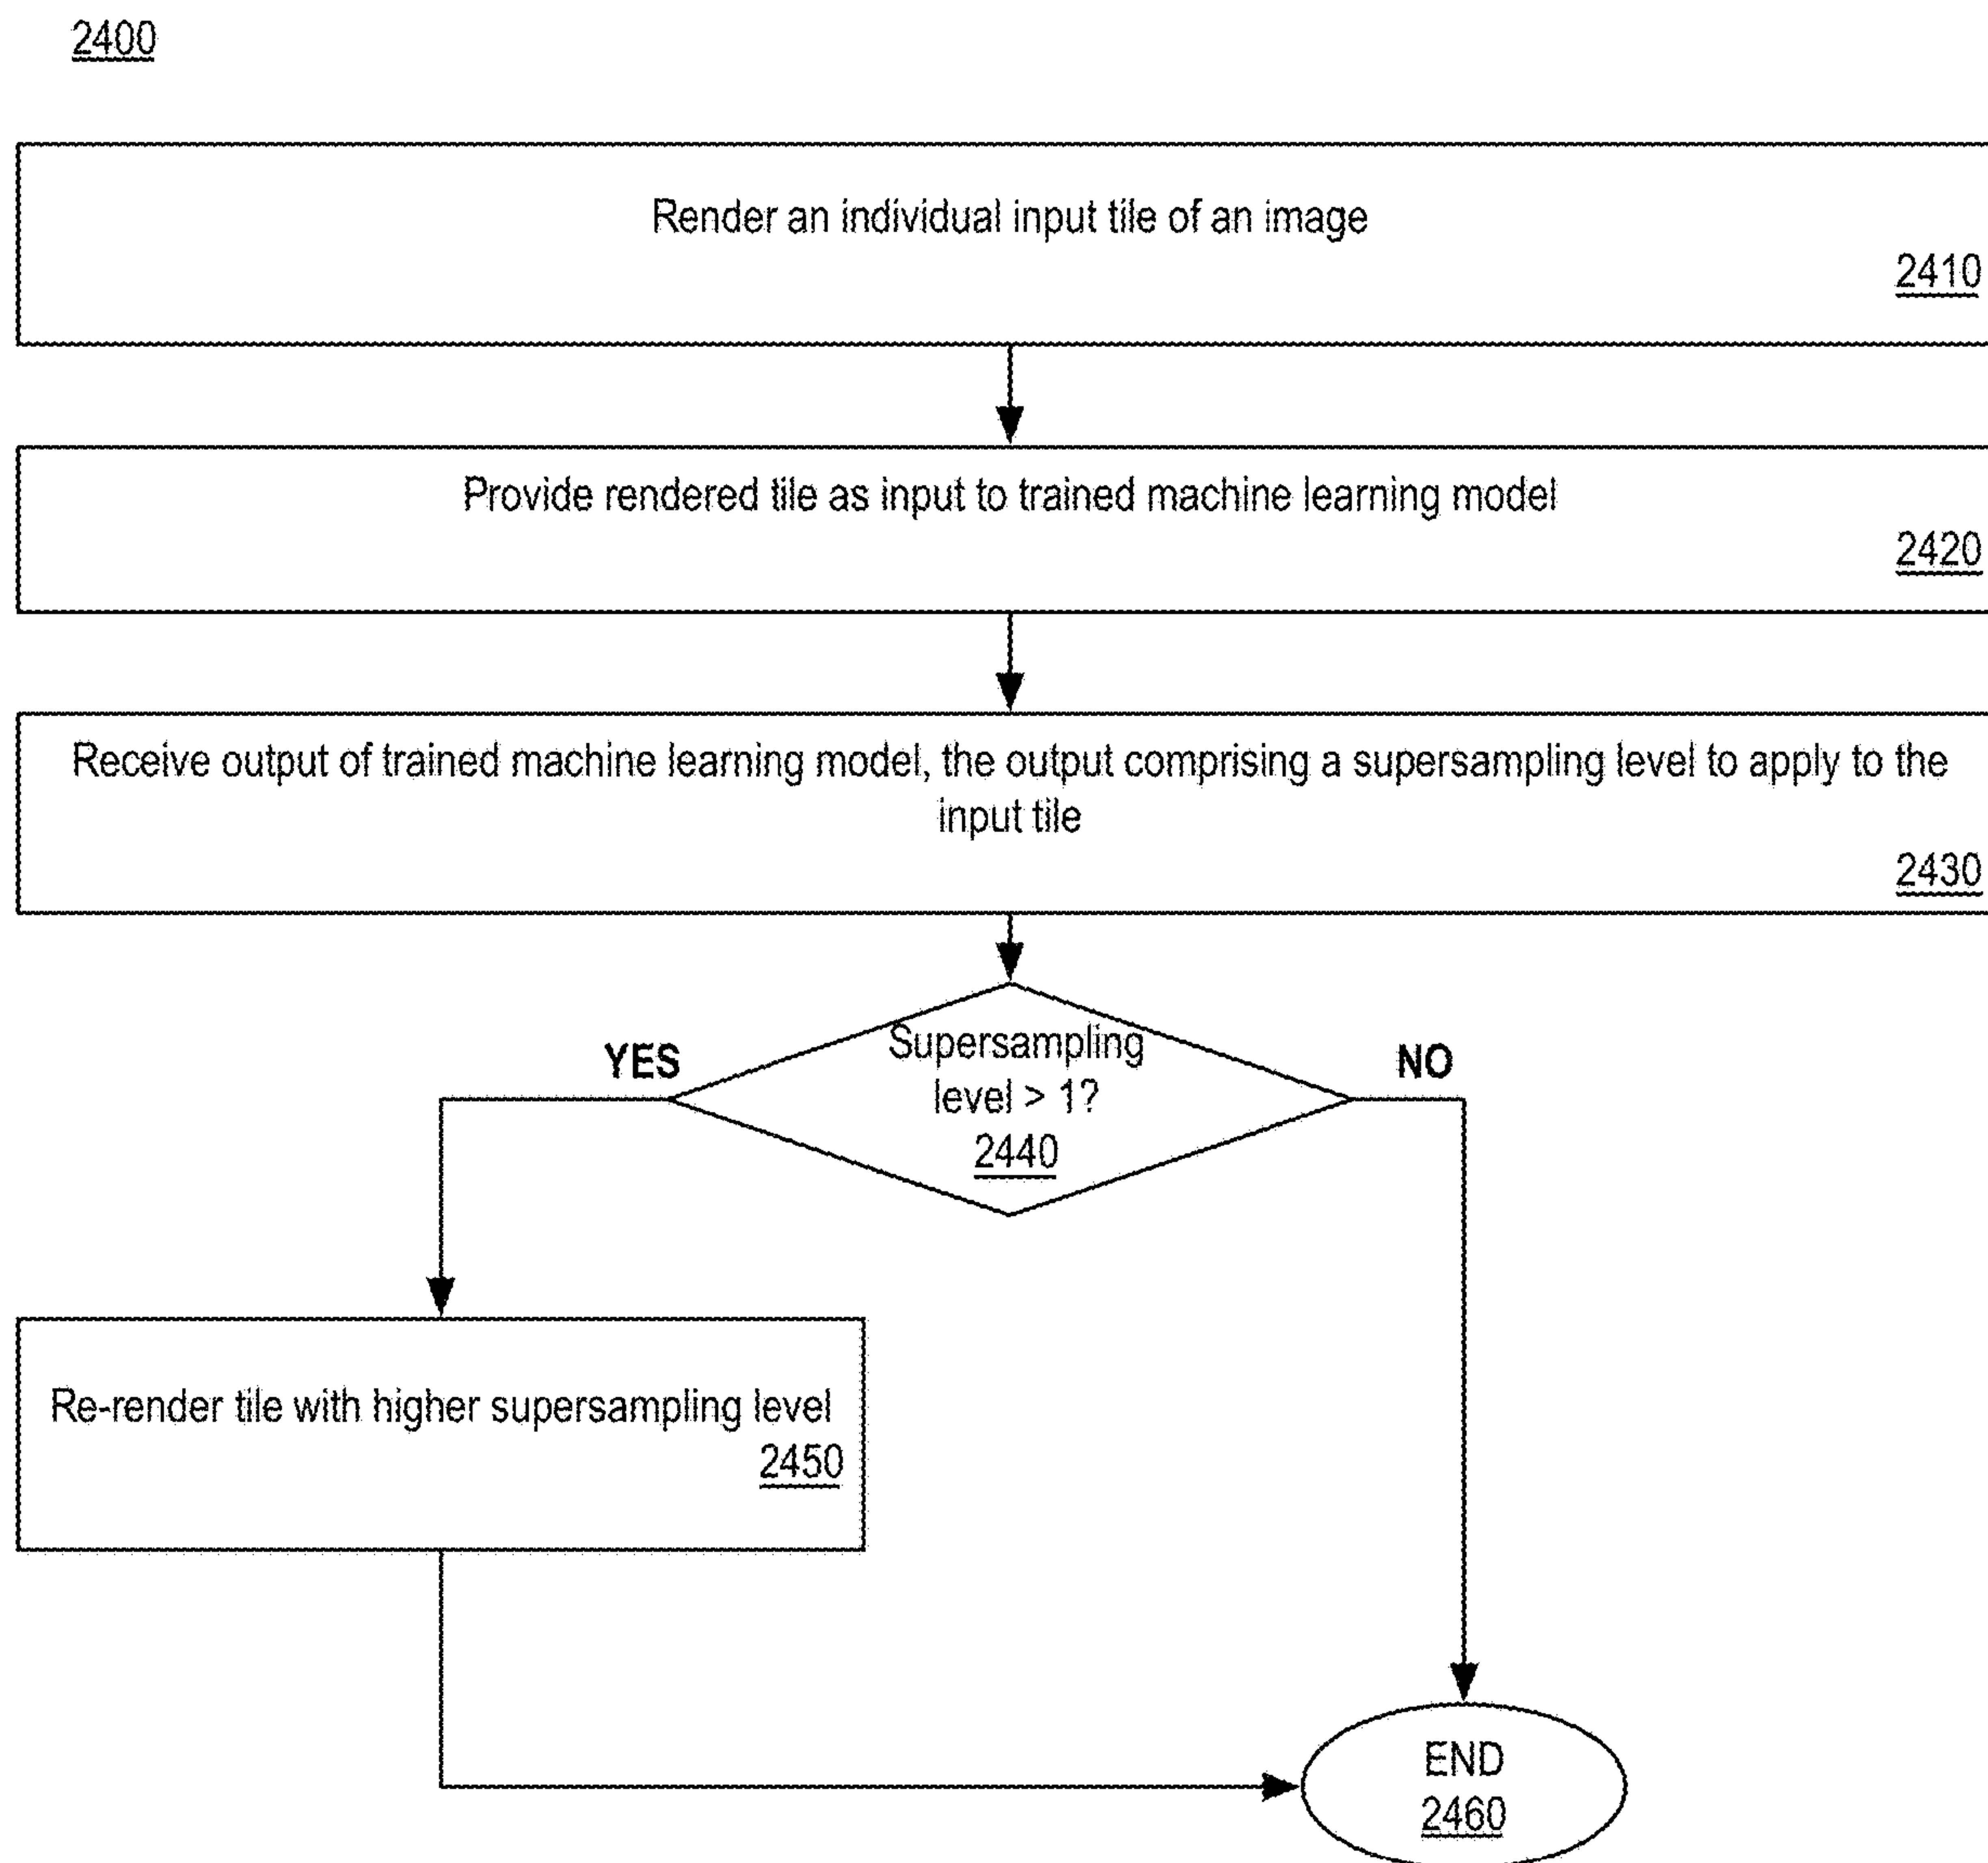 2400
Render an individual input tile of an image
2410
Provide rendered tile as input to trained machine learning model
2420
Receive output of trained machine learning model, the output comprising a supersampling level to apply to the
input tile
2430
YES
Supersampling
level > 1?
2440
NO
Re-render tile with higher supersampling level
2450
END
2460